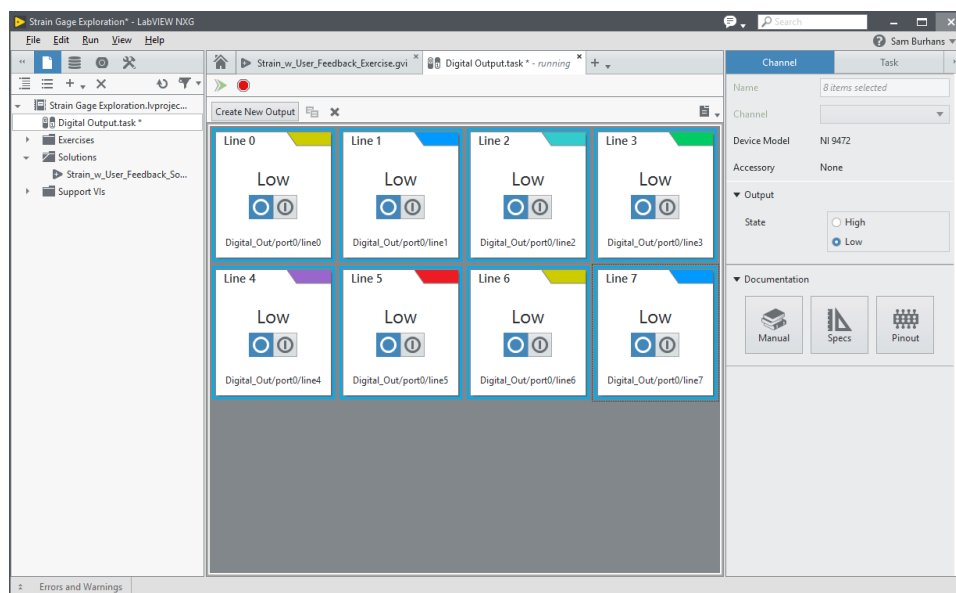 Strain Gage Exploration* - LabVIEW NXG
Search
File Edit Run View Help
Sam Burhans
Strain_w_User_Feedback_Exercise.gvi
Digital Output.task * - running
Channel
Task
Strain Gage Exploration.lvprojec...
Digital Output.task *
Exercises
Solutions
Strain_w_User_Feedback_So...
Support VIs
Create New Output
Line 0
Low
Digital_Out/port0/line0
Line 1
Low
Digital_Out/port0/line1
Line 2
Low
Digital_Out/port0/line2
Line 3
Low
Digital_Out/port0/line3
Line 4
Low
Digital_Out/port0/line4
Line 5
Low
Digital_Out/port0/line5
Line 6
Low
Digital_Out/port0/line6
Line 7
Low
Digital_Out/port0/line7
Name
8 items selected
Channel
Device Model NI 9472
Accessory None
Output
State
High
Low
Documentation
Manual
Specs
Pinout
Errors and Warnings